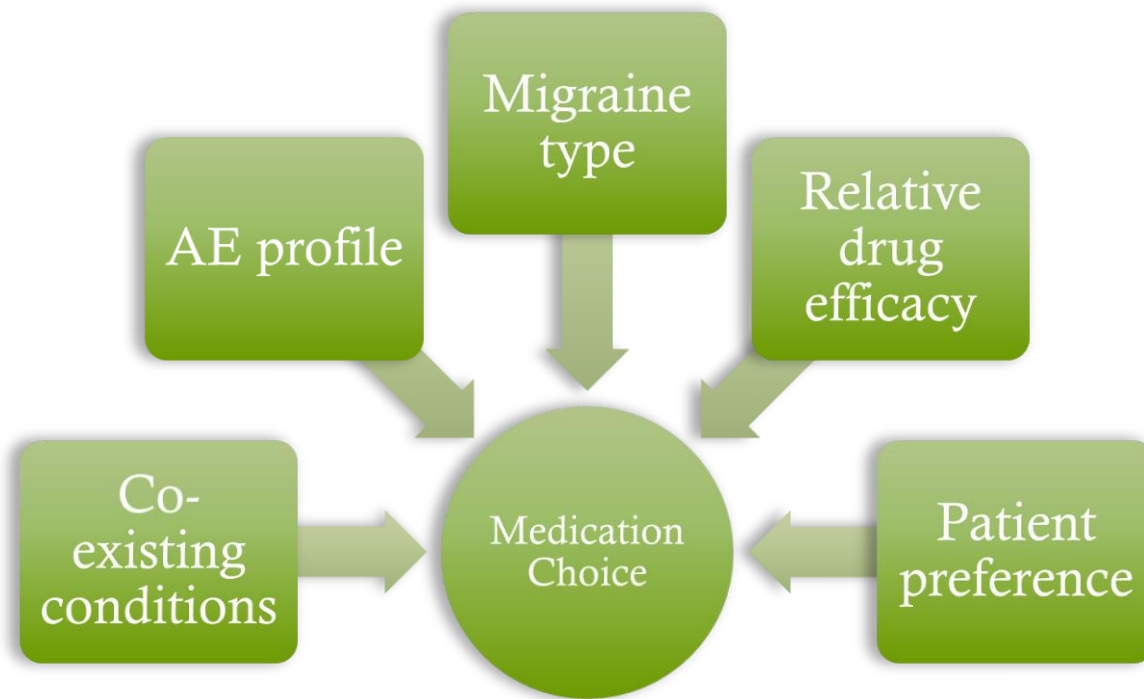 Migraine
type
AE profile
Relative
drug
efficacy
Co-
existing
conditions
Medication
Choice
Patient
preference